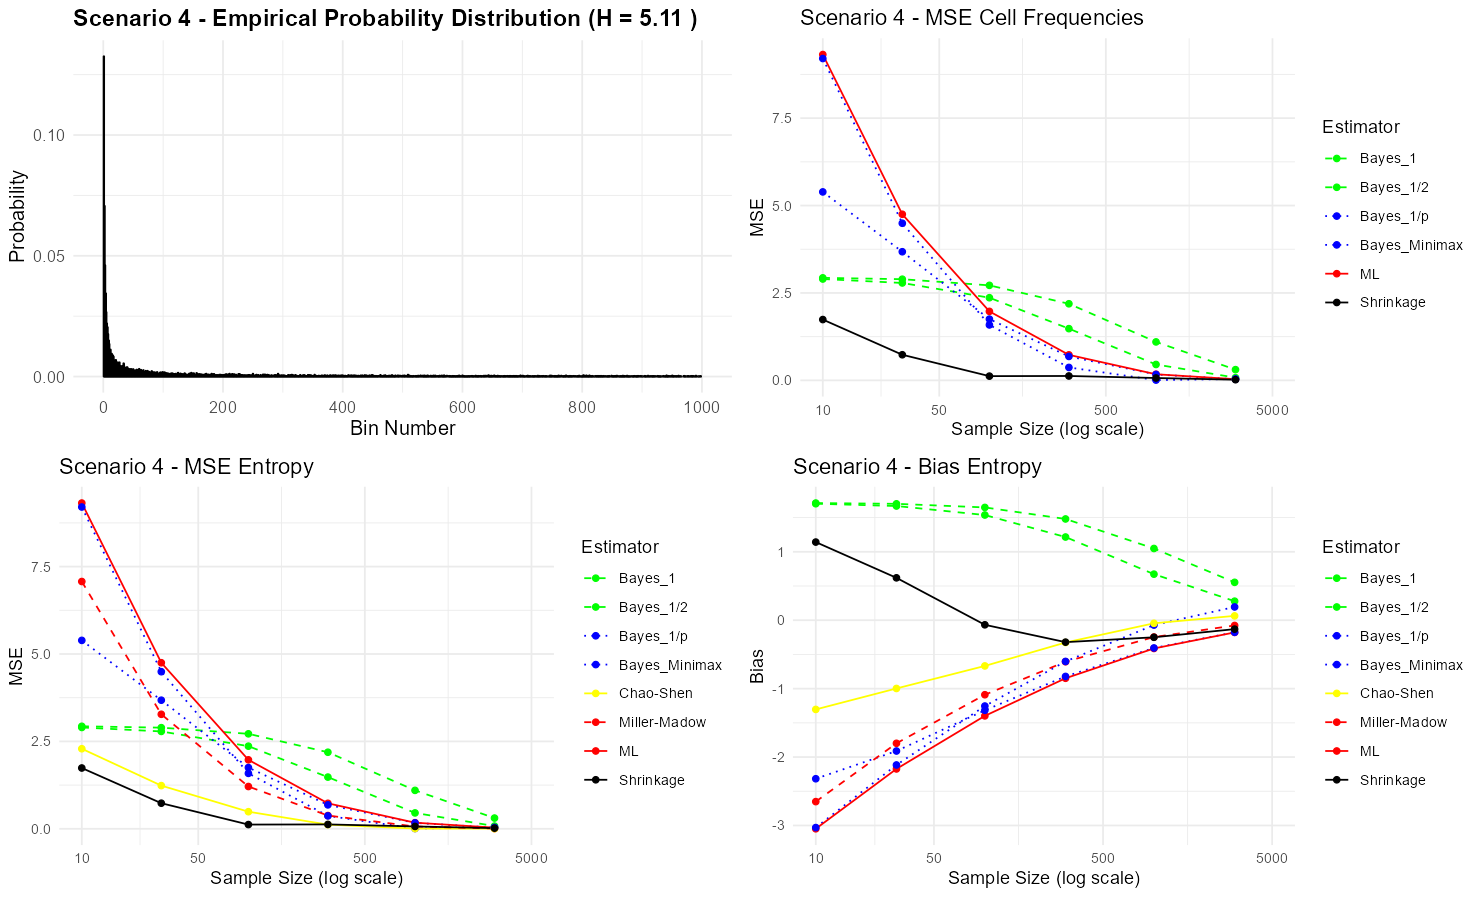 Scenario 4 - Empirical Probability Distribution (H = 5.11 )
Probability
0.10
0.05
0.00
0
200
400
600
800
1000
Bin Number
Scenario 4 - MSE Cell Frequencies
MSE
7.5
5.0
2.5
0.0
10
50
500
5000
Sample Size (log scale)
Estimator
Bayes_1
Bayes_1/2
Bayes_1/p
Bayes_Minimax
ML
Shrinkage
Scenario 4 - MSE Entropy
MSE
7.5
5.0
2.5
0.0
10
50
500
5000
Sample Size (log scale)
Estimator
Bayes_1
Bayes_1/2
Bayes_1/p
Bayes_Minimax
Chao-Shen
Miller-Madow
ML
Shrinkage
Scenario 4 - Bias Entropy
Bias
1
0
-1
-2
-3
10
50
500
5000
Sample Size (log scale)
Estimator
Bayes_1
Bayes_1/2
Bayes_1/p
Bayes_Minimax
Chao-Shen
Miller-Madow
ML
Shrinkage